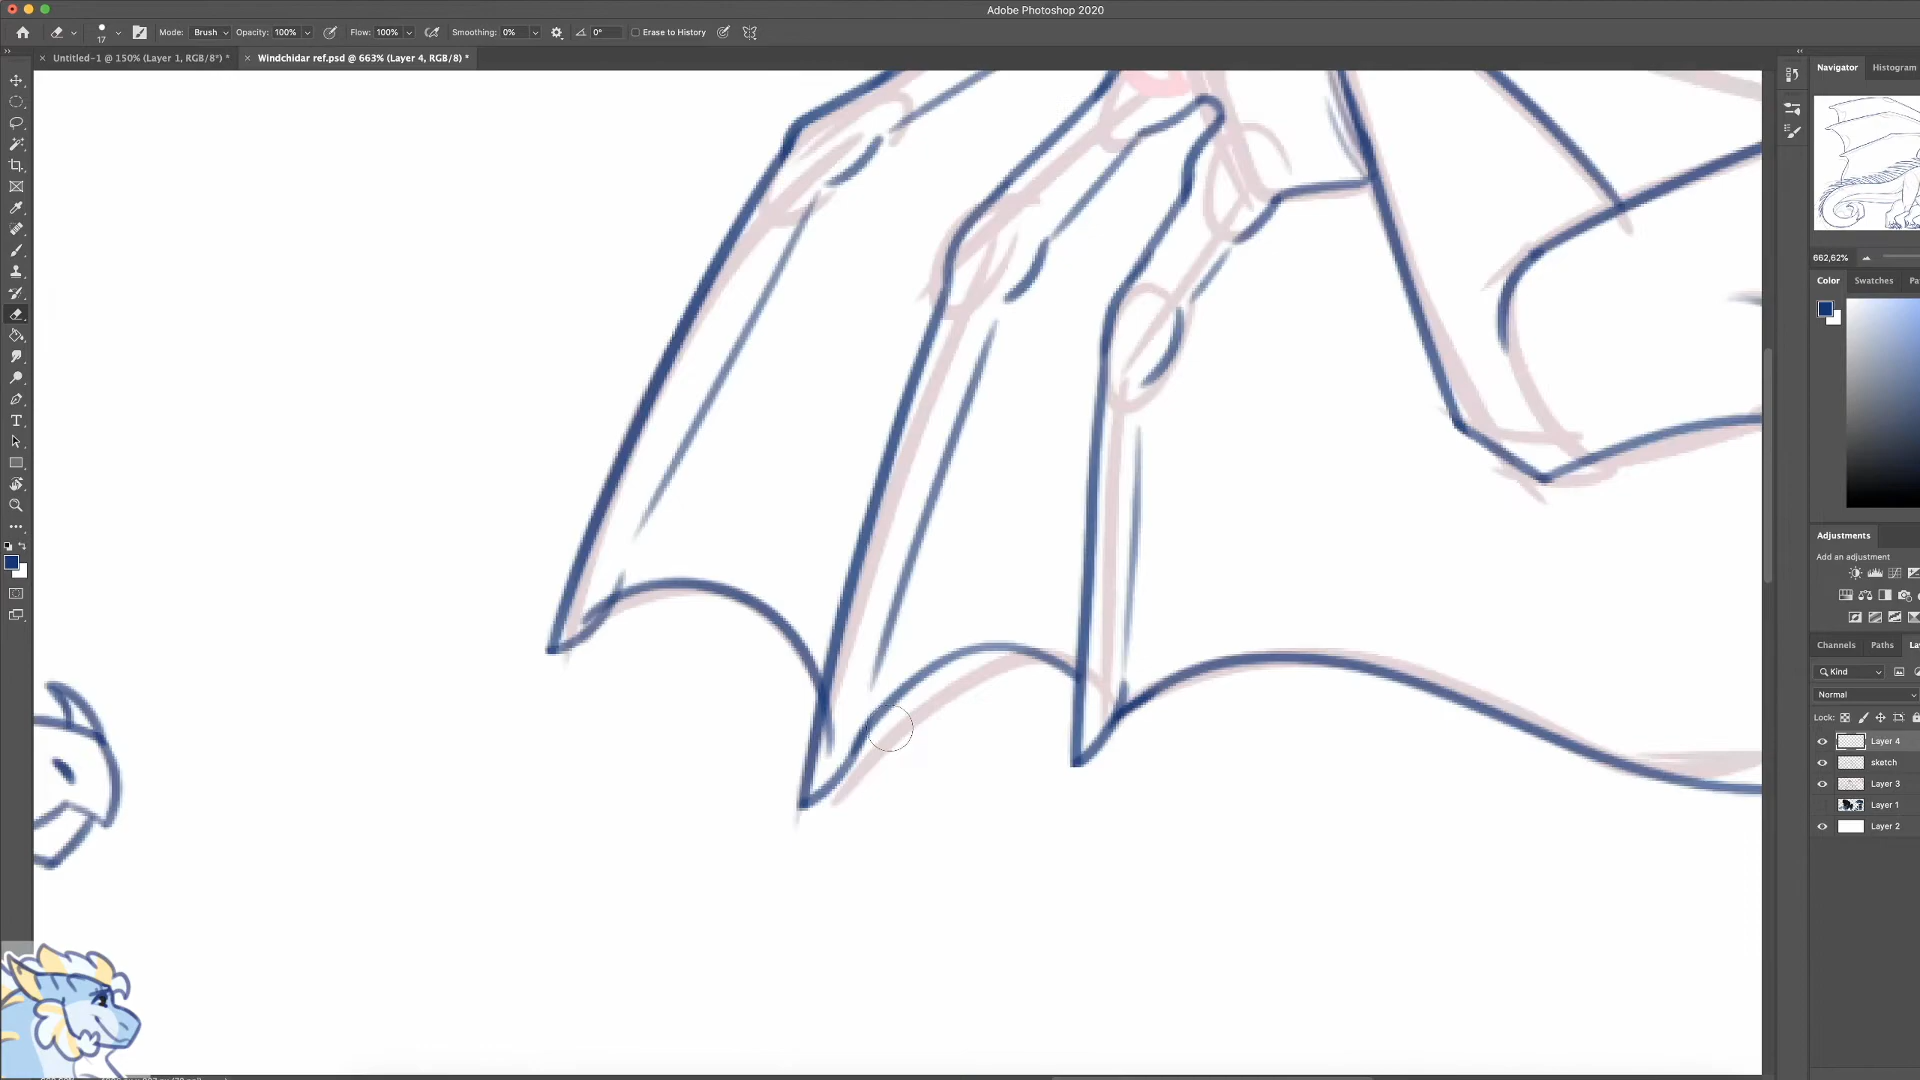 Adobe Photoshop 2020
17 Mode: Brush Opacity: 100% Flow: 100% Smoothing: 0% 0° Erase to History
Untitled-1 @ 150% (Layer 1, RGB/8*) * Windchidar ref.psd @ 663% (Layer 4, RGB/8) *
Navigator Histogram
662,62%
Color Swatches Pa
Adjustments
Add an adjustment
Channels Paths La
Kind
Normal
Lock:
Layer 4
sketch
Layer 3
Layer 1
Layer 2